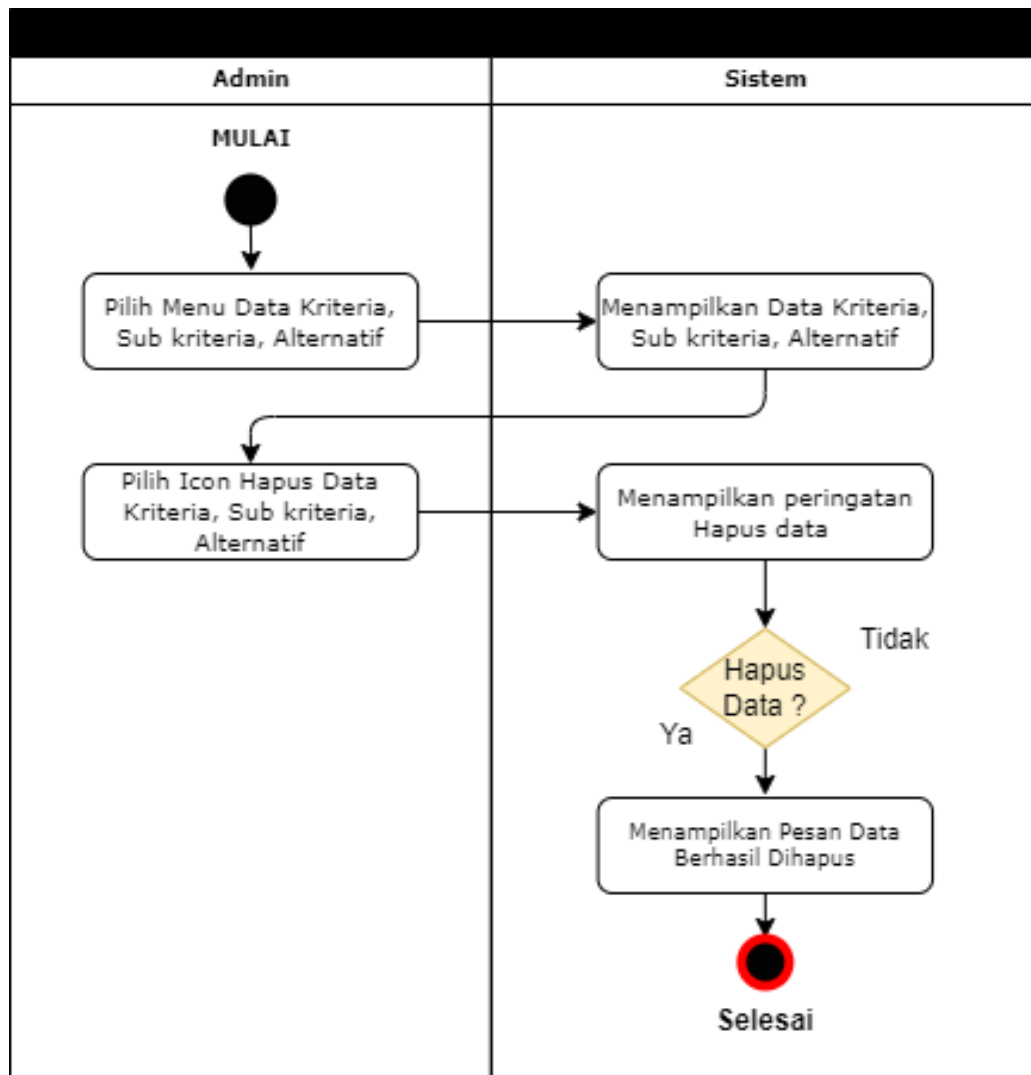 Admin
Sistem
MULAI
Pilih Menu Data Kriteria,
Sub kriteria, Alternatif
Menampilkan Data Kriteria,
Sub kriteria, Alternatif
Pilih Icon Hapus Data
Kriteria, Sub kriteria,
Alternatif
Menampilkan peringatan
Hapus data
Tidak
Hapus
Data ?
Ya
Menampilkan Pesan Data
Berhasil Dihapus
Selesai